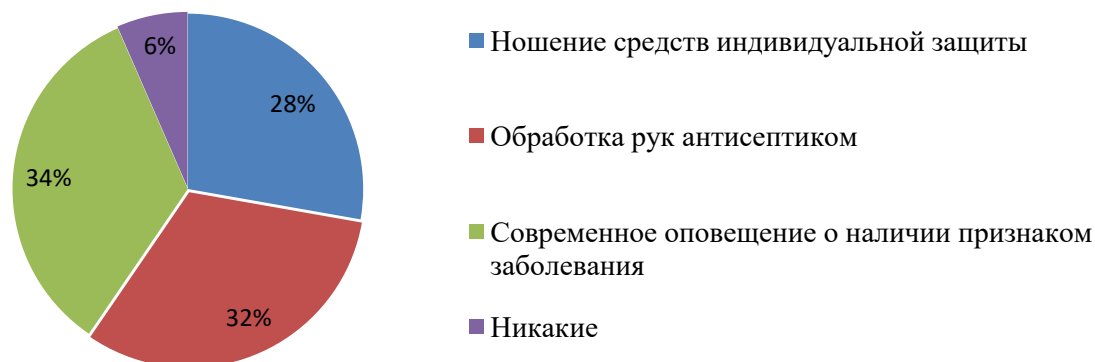 6%
28%
34%
32%
Ношение средств индивидуальной защиты
Обработка рук антисептиком
Современное оповещение о наличии признаком
заболевания
Никакие